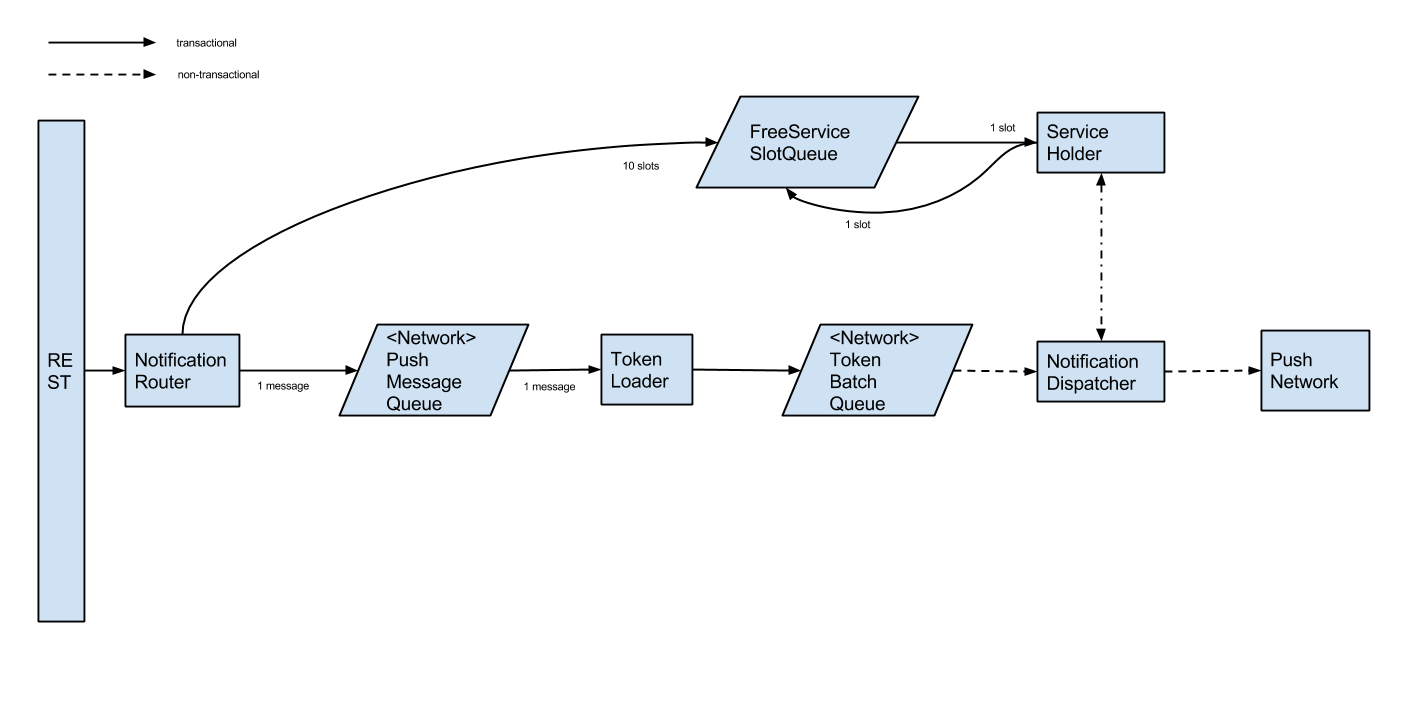 transactional
non-transactional
FreeService
SlotQueue
1 slot
Service
Holder
10 slots
1 slot
RE
ST
Notification
Router
1 message
<Network>
Push
Message
Queue
1 message
Token
Loader
<Network>
Token
Batch
Queue
Notification
Dispatcher
Push
Network